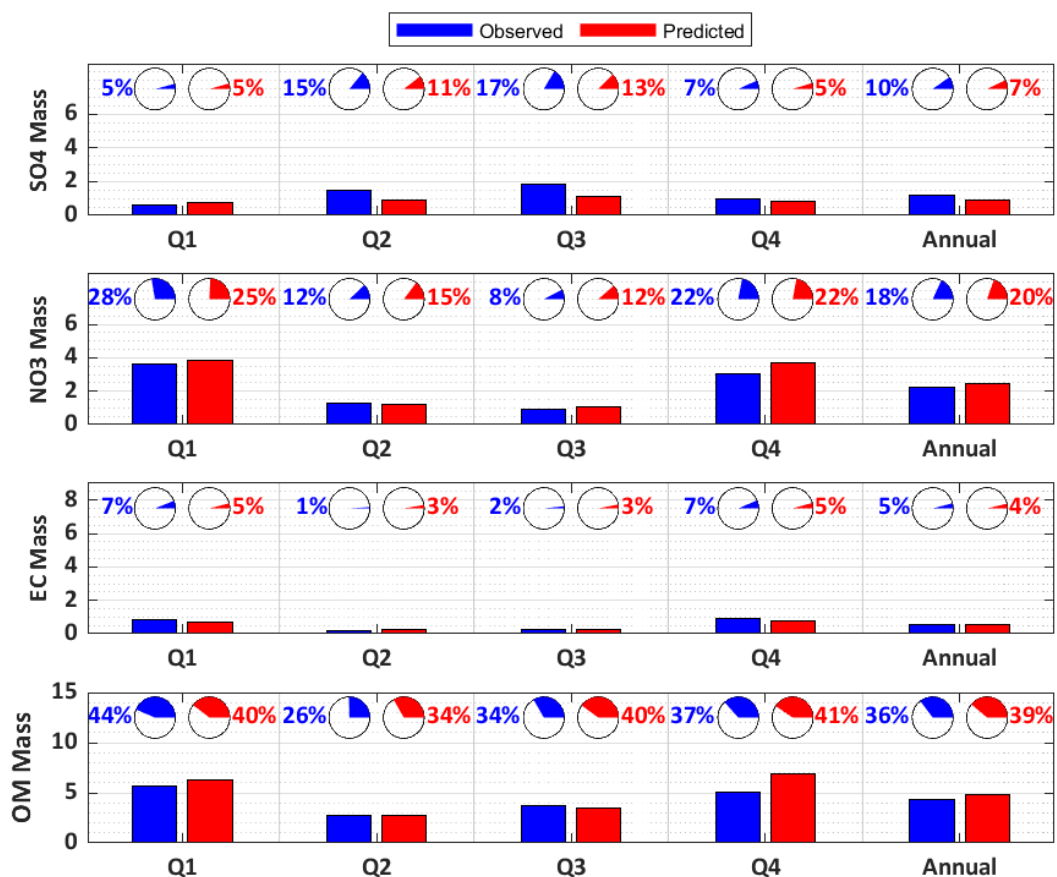 Observed Predicted
SO4 Mass
5% 5% 15% 11% 17% 13% 7% 5% 10% 7%
6
4
2
0
Q1 Q2 Q3 Q4 Annual
NO3 Mass
28% 25% 12% 15% 8% 12% 22% 22% 18% 20%
6
4
2
0
Q1 Q2 Q3 Q4 Annual
EC Mass
8
7% 5% 1% 3% 2% 3% 7% 5% 5% 4%
6
4
2
0
Q1 Q2 Q3 Q4 Annual
OM Mass
15
44% 40% 26% 34% 34% 40% 37% 41% 36% 39%
10
5
0
Q1 Q2 Q3 Q4 Annual